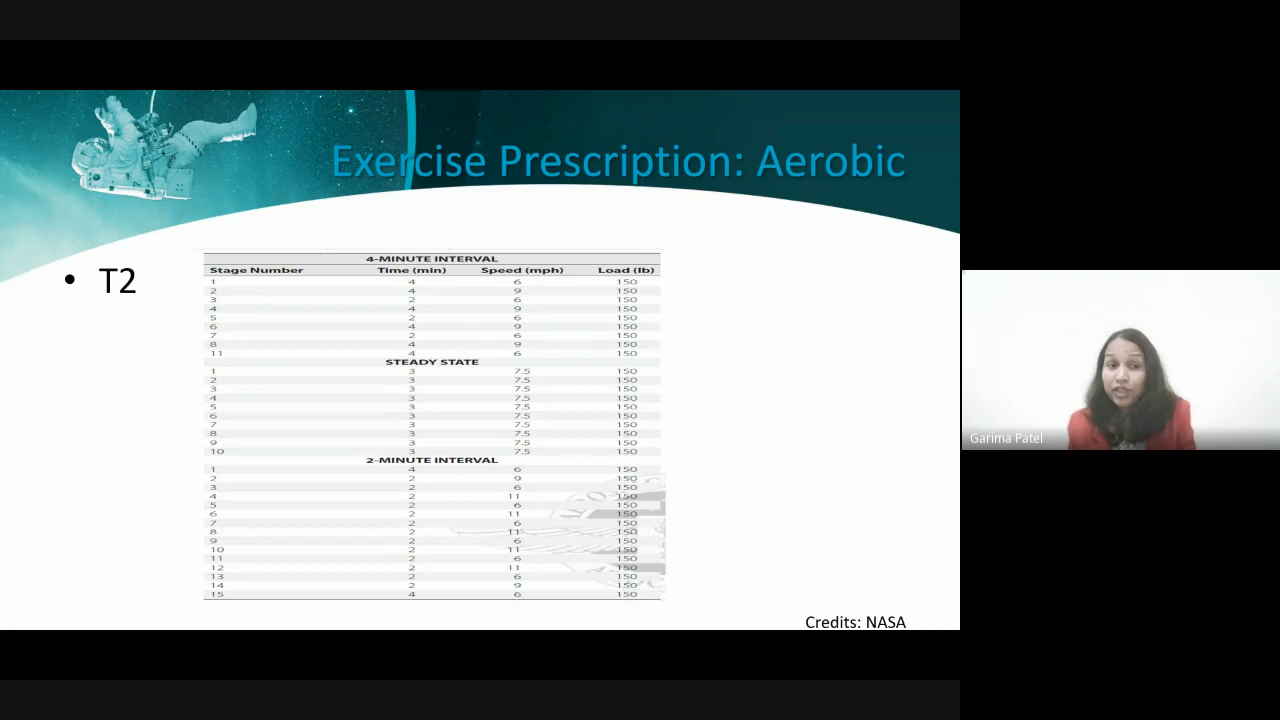 Exercise Prescription: Aerobic
• T2
4-MINUTE INTERVAL
Stage Number Time (min) Speed (mph) Load (lb)
1 4 6 150
2 4 9 150
3 2 6 150
4 4 9 150
5 2 6 150
6 4 9 150
7 2 6 150
8 4 9 150
11 4 6 150
STEADY STATE
1 3 7.5 150
2 3 7.5 150
3 3 7.5 150
4 3 7.5 150
5 3 7.5 150
6 3 7.5 150
7 3 7.5 150
8 3 7.5 150
9 3 7.5 150
10 3 7.5 150
2-MINUTE INTERVAL
1 4 6 150
2 2 9 150
3 2 6 150
4 2 11 150
5 2 6 150
6 2 11 150
7 2 6 150
8 2 11 150
9 2 6 150
10 2 11 150
11 2 6 150
12 2 11 150
13 2 6 150
14 2 9 150
15 4 6 150
Credits: NASA
Garima Patel